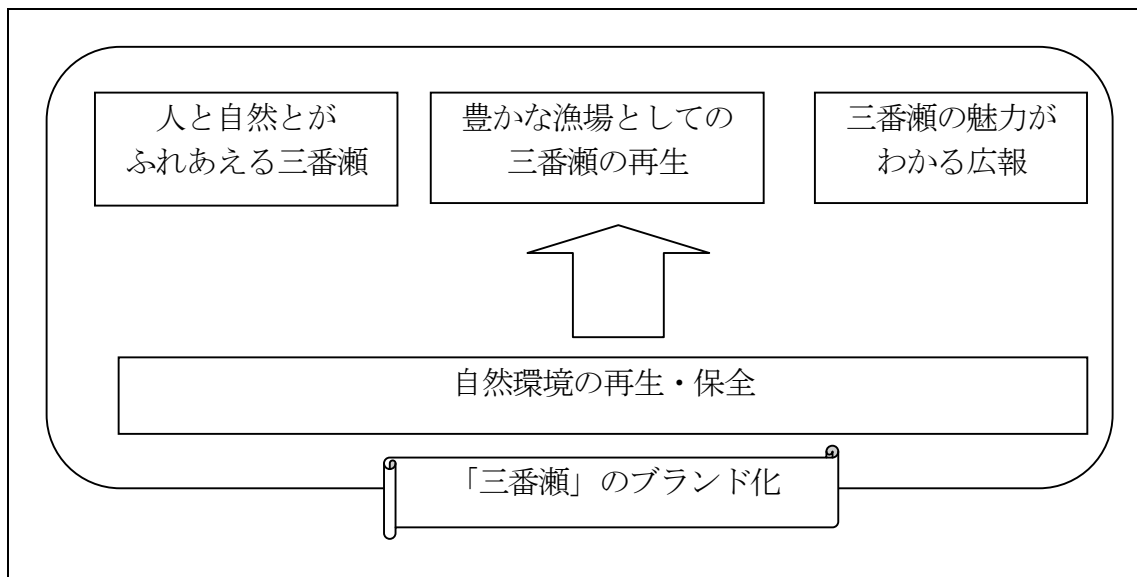 人と自然とが
ふれあえる三番瀬
豊かな漁場としての
三番瀬の再生
三番瀬の魅力が
わかる広報
自然環境の再生・保全
「三番瀬」のブランド化